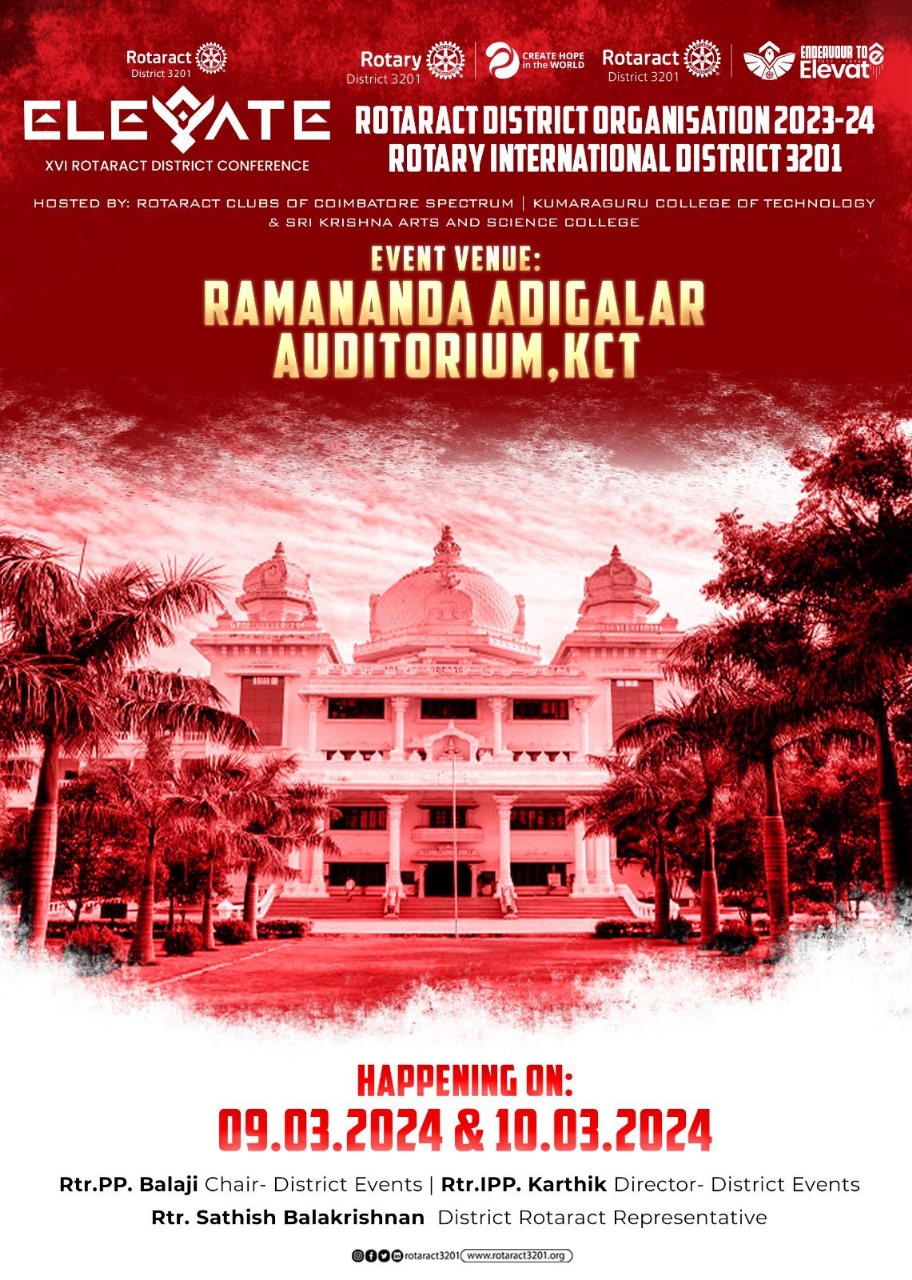 Rotaract
District 3201
Rotary
District 3201
CREATE HOPE
in the WORLD
Rotaract
District 3201
ENDEAVOUR TO
Elevate
ELEVATE
XVI ROTARACT DISTRICT CONFERENCE
ROTARACT DISTRICT ORGANISATION 2023-24
ROTARY INTERNATIONAL DISTRICT 3201
HOSTED BY: ROTARACT CLUBS OF COIMBATORE SPECTRUM | KUMARAGURU COLLEGE OF TECHNOLOGY
& SRI KRISHNA ARTS AND SCIENCE COLLEGE
EVENT VENUE:
RAMANANDA ADIGALAR
AUDITORIUM,KCT
HAPPENING ON:
09.03.2024 & 10.03.2024
Rtr.PP. Balaji Chair- District Events | Rtr.IPP. Karthik Director- District Events
Rtr. Sathish Balakrishnan District Rotaract Representative
rotaract3201 www.rotaract3201.org